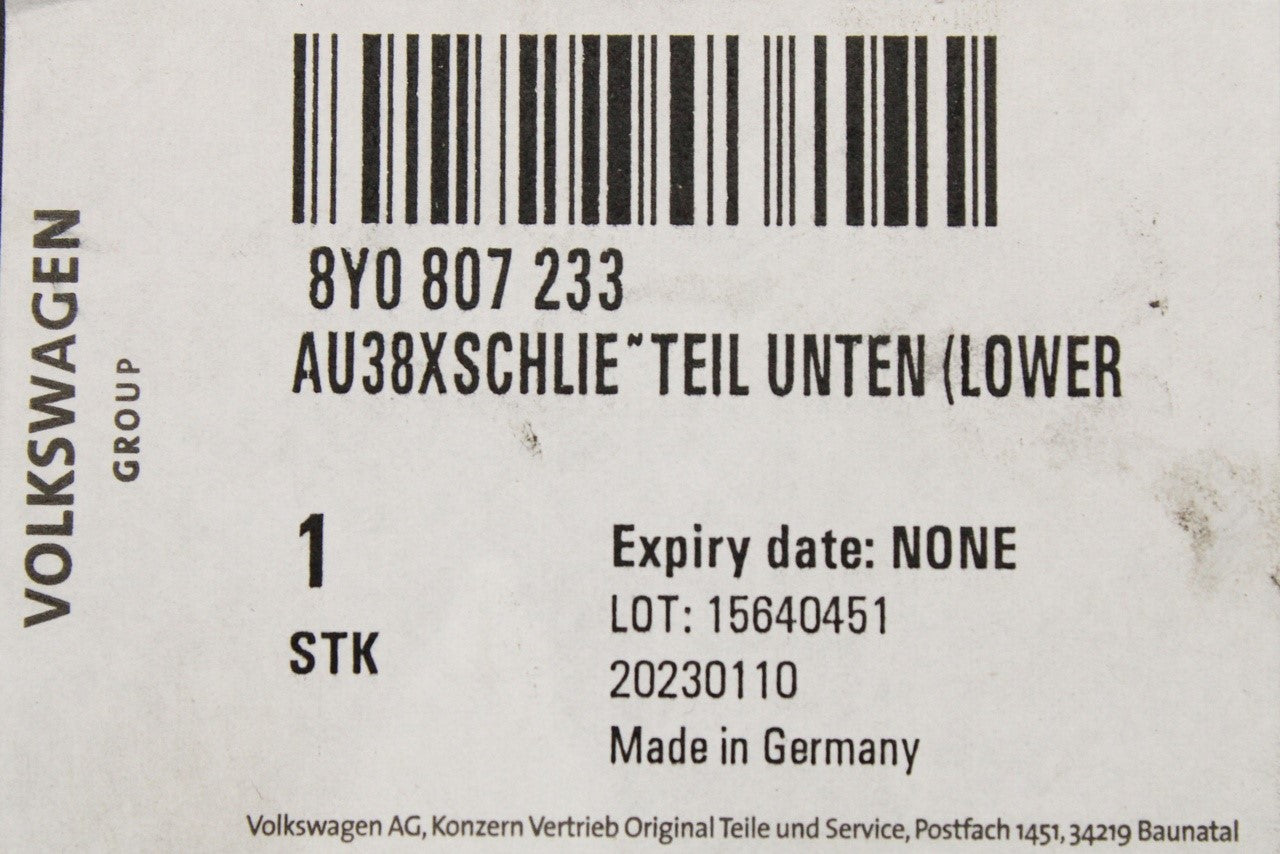 VOLKSWAGEN
GROUP
8Y0 807 233
AU38XSCHLIE~TEIL UNTEN (LOWER
1
STK
Expiry date: NONE
LOT: 15640451
20230110
Made in Germany
Volkswagen AG, Konzern Vertrieb Original Teile und Service, Postfach 1451, 34219 Baunatal